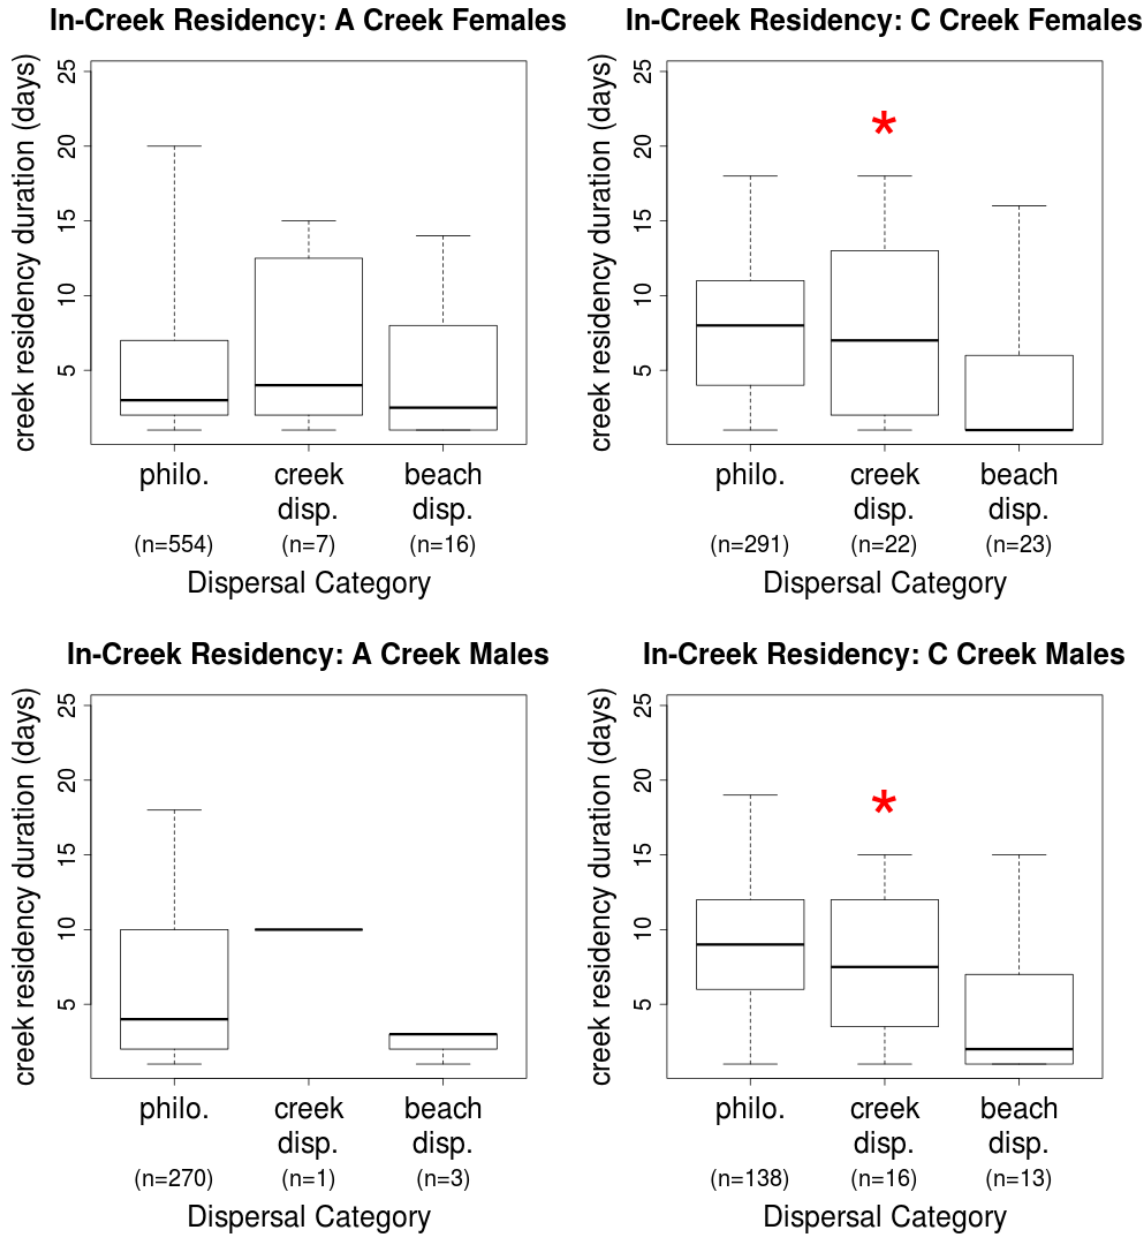 In-Creek Residency: A Creek Females
creek residency duration (days)
25
20
15
10
5
philo.
creek
disp.
beach
disp.
(n=554)
(n=7)
(n=16)
Dispersal Category
In-Creek Residency: C Creek Females
creek residency duration (days)
25
20
15
10
5
*
philo.
creek
disp.
beach
disp.
(n=291)
(n=22)
(n=23)
Dispersal Category
In-Creek Residency: A Creek Males
creek residency duration (days)
25
20
15
10
5
philo.
creek
disp.
beach
disp.
(n=270)
(n=1)
(n=3)
Dispersal Category
In-Creek Residency: C Creek Males
creek residency duration (days)
25
20
15
10
5
*
philo.
creek
disp.
beach
disp.
(n=138)
(n=16)
(n=13)
Dispersal Category